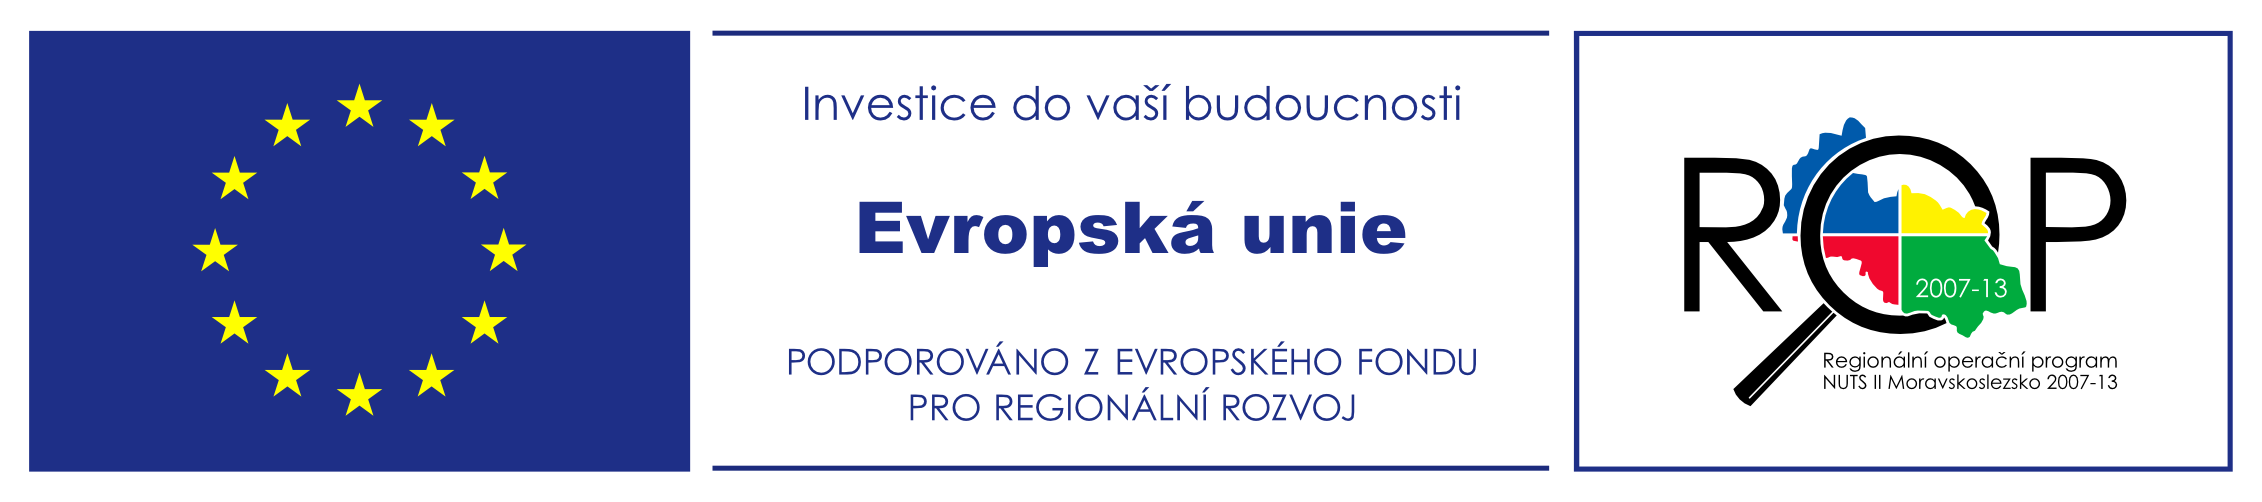 Investice do vaší budoucnosti
Evropská unie
PODPOROVÁNO Z EVROPSKÉHO FONDU
PRO REGIONÁLNÍ ROZVOJ
ROP
2007-13
Regionální operační program
NUTS II Moravskoslezsko 2007-13